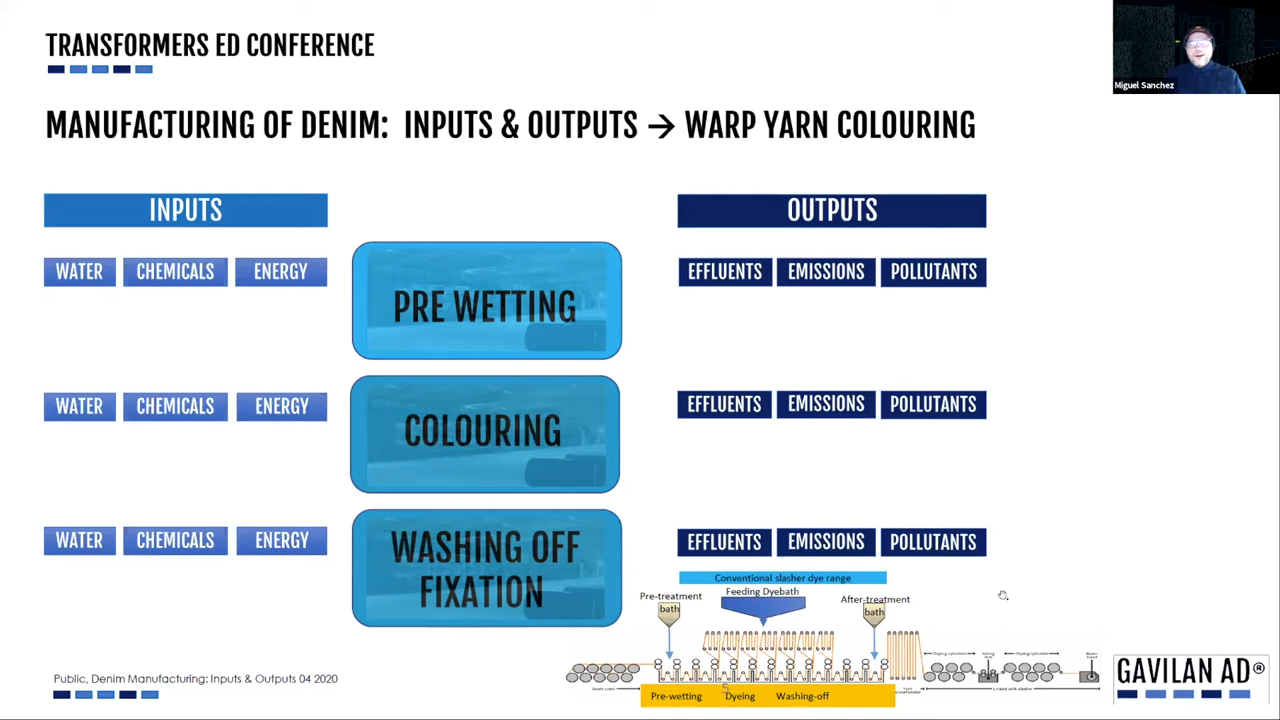 TRANSFORMERS ED CONFERENCE
Miguel Sanchez
MANUFACTURING OF DENIM: INPUTS & OUTPUTS → WARP YARN COLOURING
INPUTS
OUTPUTS
WATER CHEMICALS ENERGY
PRE WETTING
EFFLUENTS EMISSIONS POLLUTANTS
WATER CHEMICALS ENERGY
COLOURING
EFFLUENTS EMISSIONS POLLUTANTS
WATER CHEMICALS ENERGY
WASHING OFF
FIXATION
EFFLUENTS EMISSIONS POLLUTANTS
Conventional slasher dye range
Pre-treatment
bath
Feeding Dyebath
After-treatment
bath
Pre-wetting Dyeing Washing-off
Public, Denim Manufacturing: Inputs & Outputs 04 2020
GAVILAN AD®